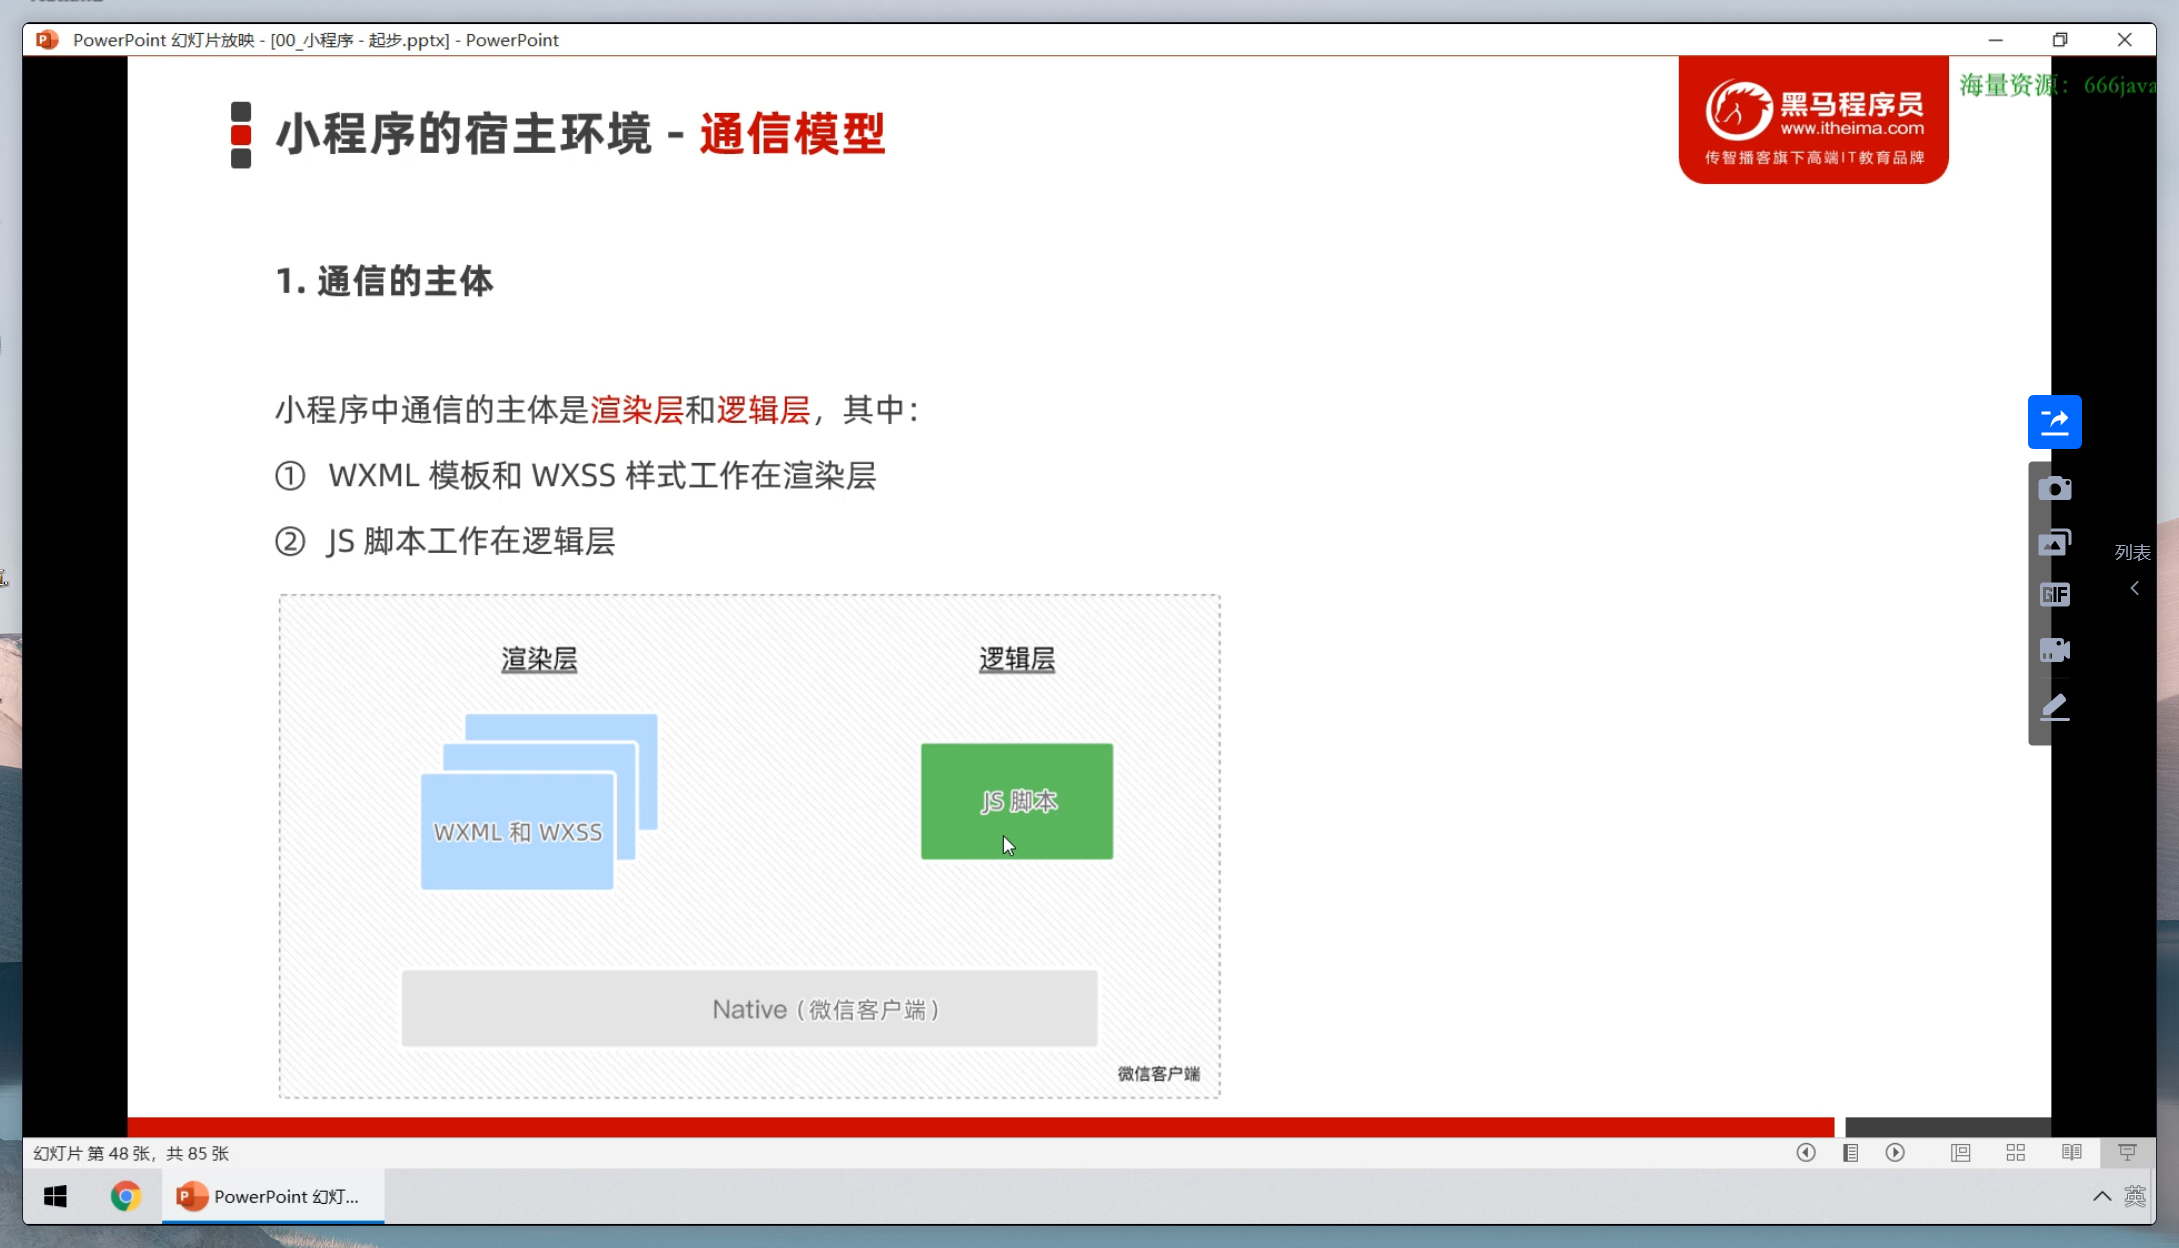 PowerPoint 幻灯片放映 - [00_小程序 - 起步.pptx] - PowerPoint
海量资源：666java
小程序的宿主环境 - 通信模型
黑马程序员
www.itheima.com
传智播客旗下高端IT教育品牌
1. 通信的主体
小程序中通信的主体是渲染层和逻辑层，其中：
① WXML 模板和 WXSS 样式工作在渲染层
② JS 脚本工作在逻辑层
列表
GIF
渲染层
逻辑层
JS 脚本
WXML 和 WXSS
Native（微信客户端）
微信客户端
幻灯片 第 48 张，共 85 张
PowerPoint 幻灯...
英